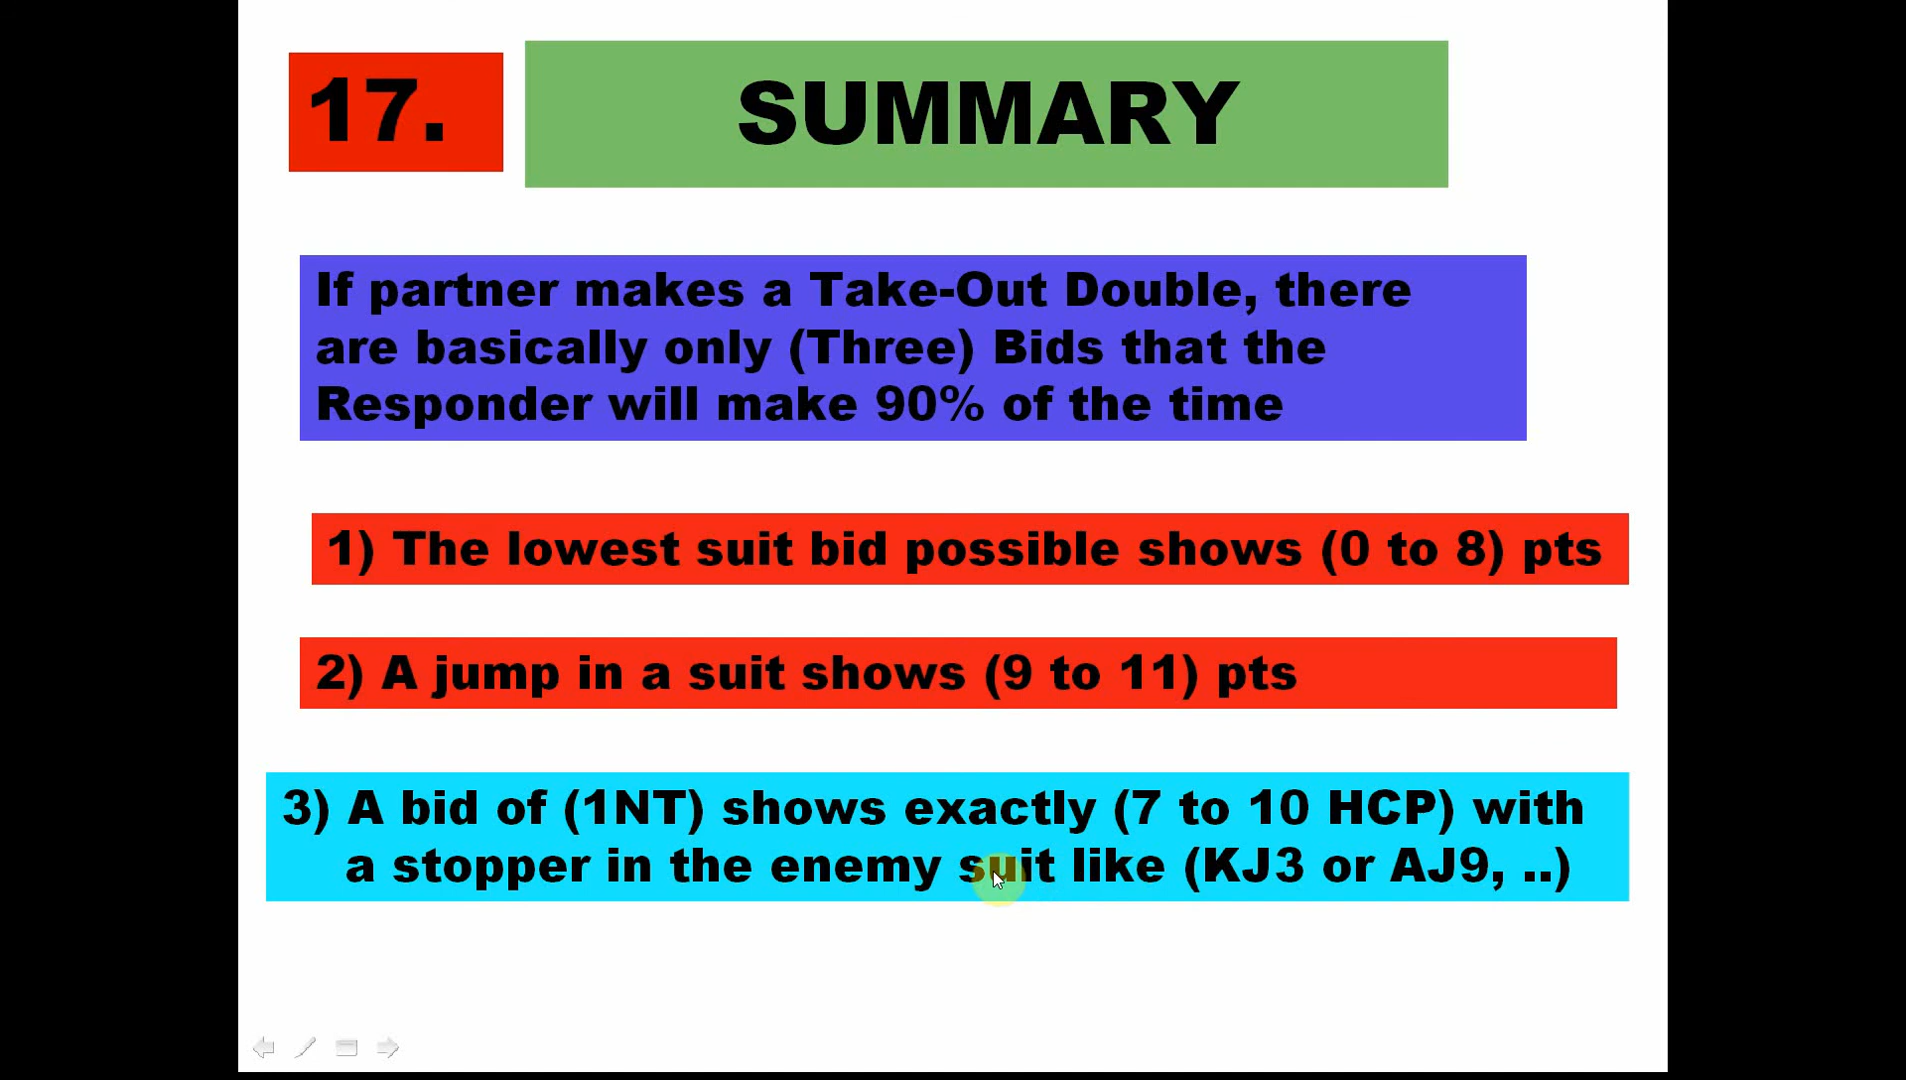 17.
SUMMARY
If partner makes a Take-Out Double, there
are basically only (Three) Bids that the
Responder will make 90% of the time
1) The lowest suit bid possible shows (0 to 8) pts
2) A jump in a suit shows (9 to 11) pts
3) A bid of (1NT) shows exactly (7 to 10 HCP) with
a stopper in the enemy suit like (KJ3 or AJ9, ..)